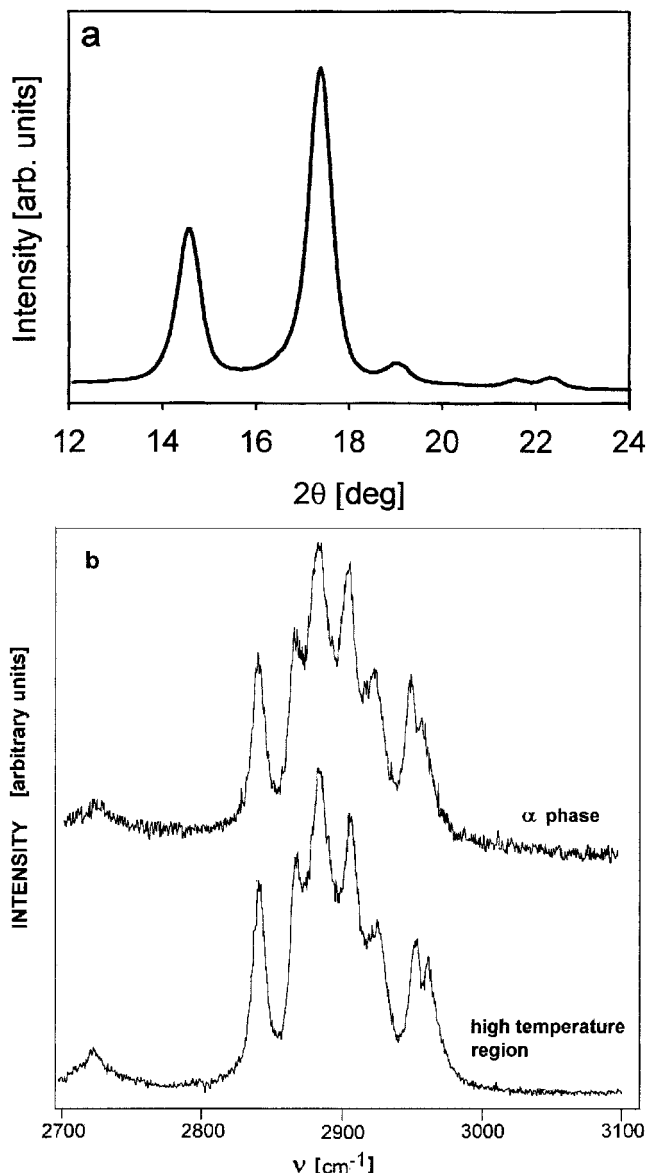 a
Intensity [arb. units]
12 14 16 18 20 22 24
2θ [deg]
b
INTENSITY [arbitrary units]
α phase
high temperature
region
2700 2800 2900 3000 3100
ν [cm⁻¹]